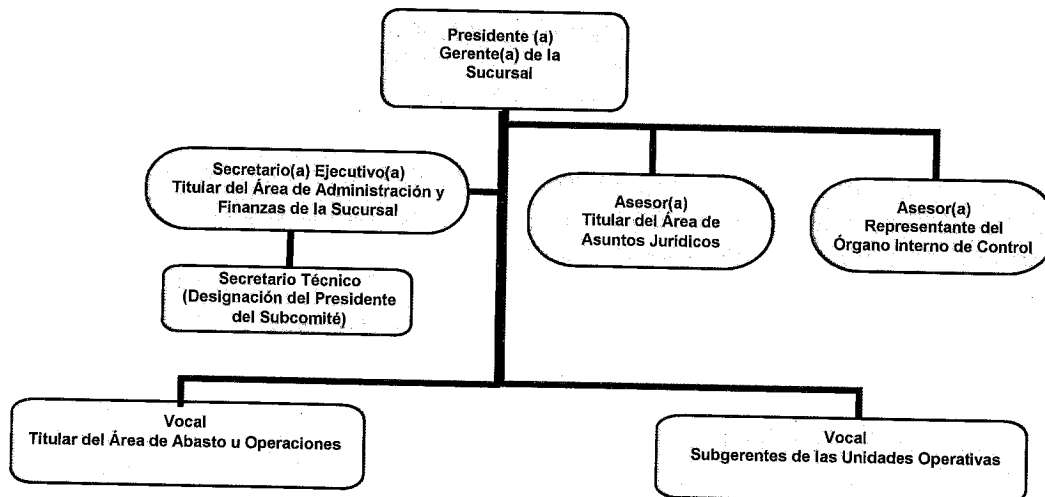 Presidente (a)
Gerente(a) de la
Sucursal
Secretario(a) Ejecutivo(a)
Titular del Área de Administración y
Finanzas de la Sucursal
Asesor(a)
Titular del Área de
Asuntos Jurídicos
Asesor(a)
Representante del
Órgano Interno de Control
Secretario Técnico
(Designación del Presidente
del Subcomité)
Vocal
Titular del Área de Abasto u Operaciones
Vocal
Subgerentes de las Unidades Operativas